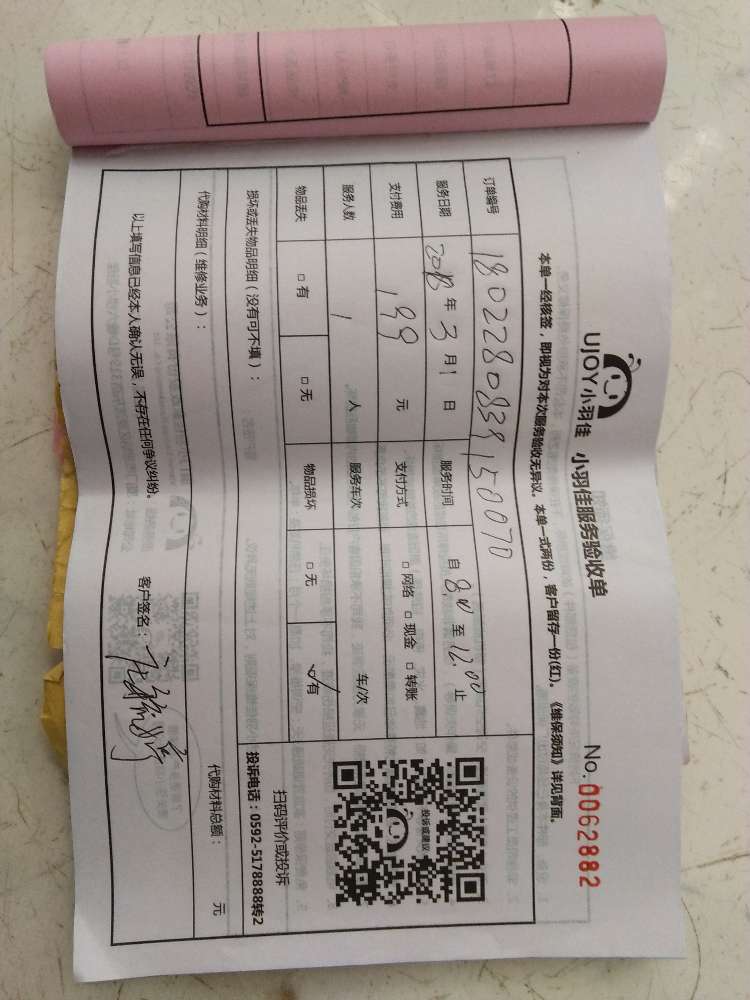 UJOY小羽佳 小羽佳服务验收单
No. 0062882
本单一经核签，即视为对本次服务验收无异议。本单一式两份，客户留存一份(红)。《维保须知》详见背面。
订单编号 180228083915 0070
服务日期 2018 年 3 月 1 日 服务时间 自 8:00 至 12:00 止
支付费用 199 元 支付方式 □ 网络 □ 现金 □ 转账
服务人数 1 人 服务车次 车/次
物品丢失 □ 有 □ 无 物品损坏 □ 无 ☑ 有
损坏或丢失物品明细（没有可不填）：
投诉或建议
扫码评价或投诉
投诉电话：0592-5178888转2
代购材料明细（维修业务）： 代购材料总额： 元
以上填写信息已经本人确认无误，不存在任何争议纠纷。
客户签名：